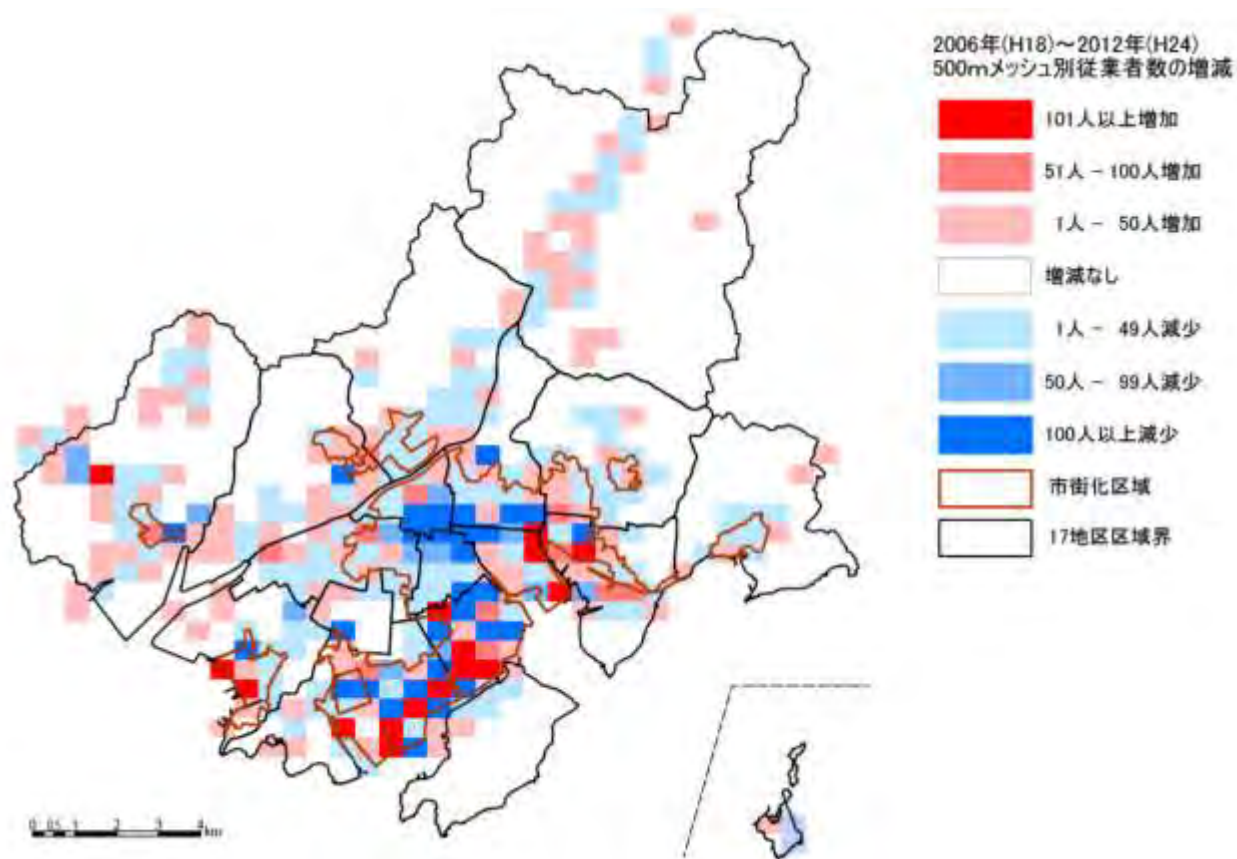 2006年(H18)～2012年(H24)
500mメッシュ別従業者数の増減
101人以上増加
51人 - 100人増加
1人 - 50人増加
増減なし
1人 - 49人減少
50人 - 99人減少
100人以上減少
市街化区域
17地区区域界
0 0.5 1 2 3 4 km